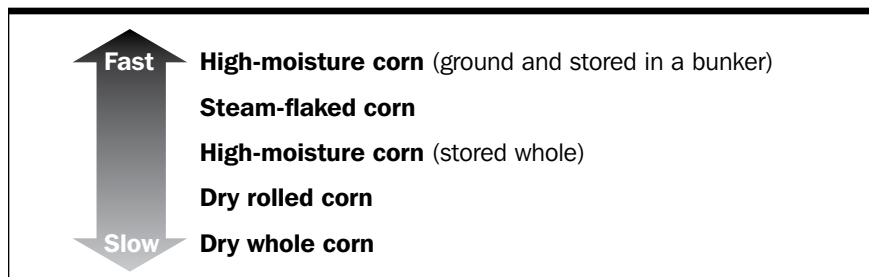 Fast High-moisture corn (ground and stored in a bunker)
Steam-flaked corn
High-moisture corn (stored whole)
Dry rolled corn
Slow Dry whole corn